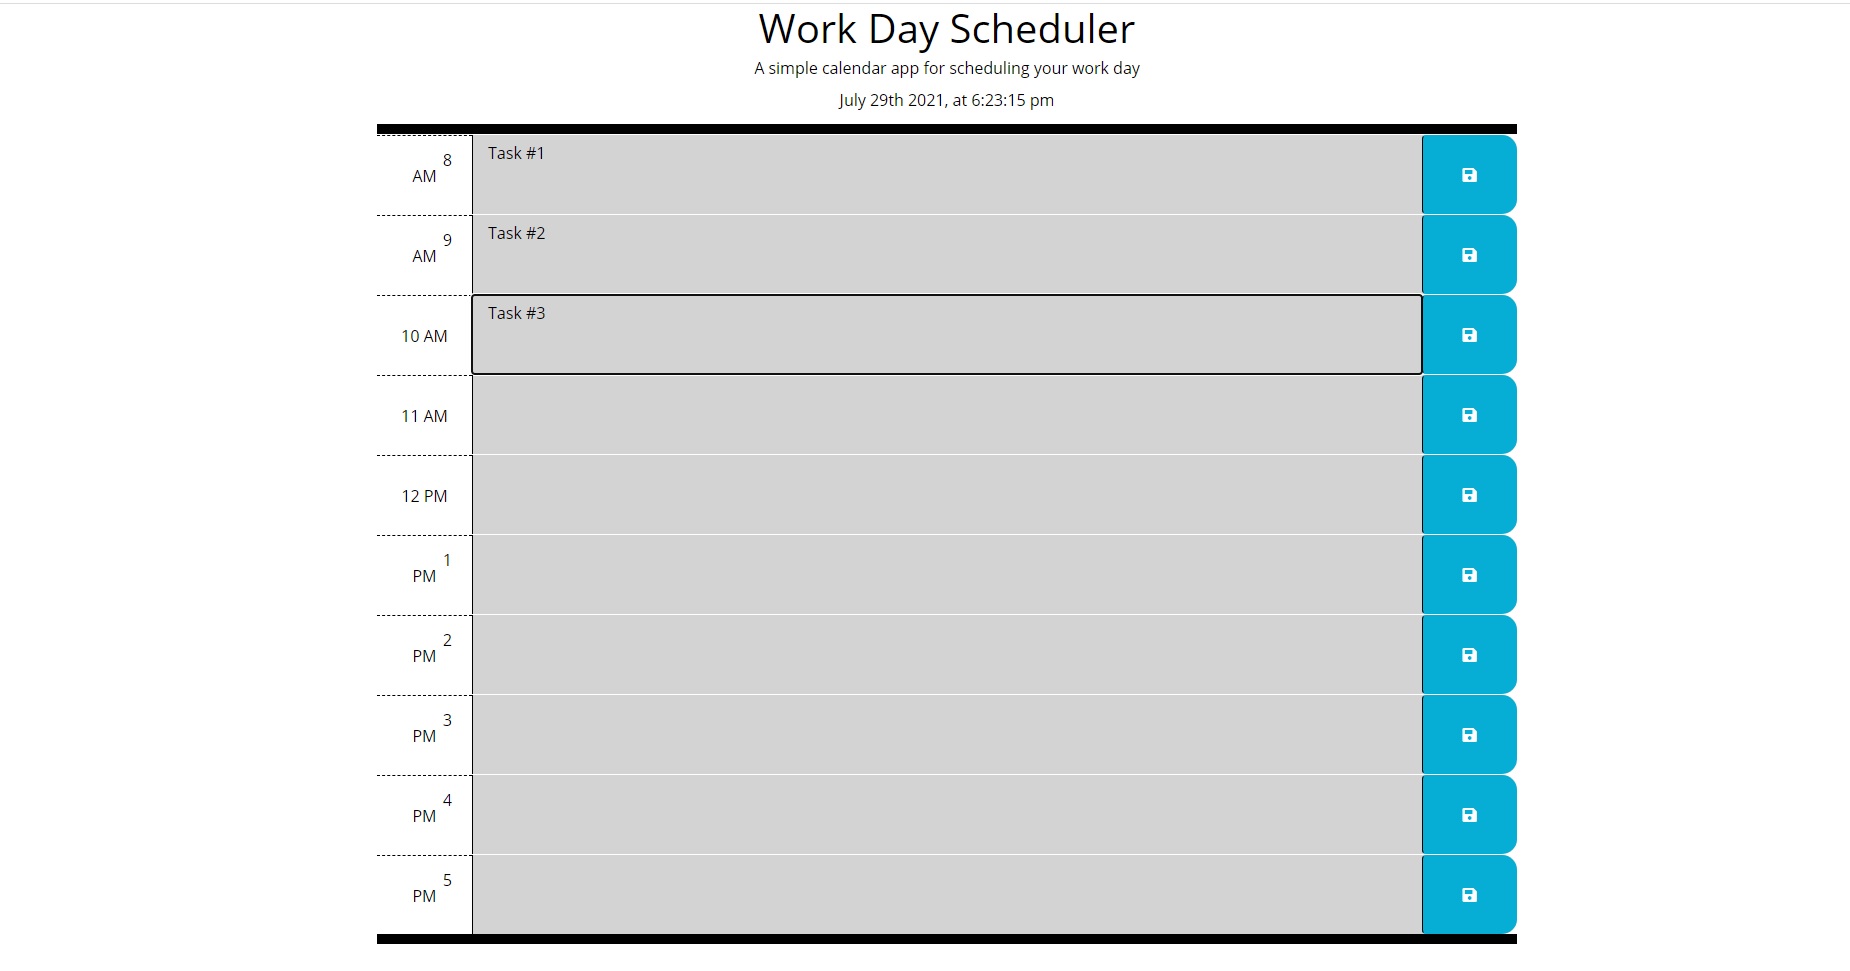 Work Day Scheduler
A simple calendar app for scheduling your work day
July 29th 2021, at 6:23:15 pm
8
AM
Task #1
9
AM
Task #2
10 AM
Task #3
11 AM
12 PM
1
PM
2
PM
3
PM
4
PM
5
PM